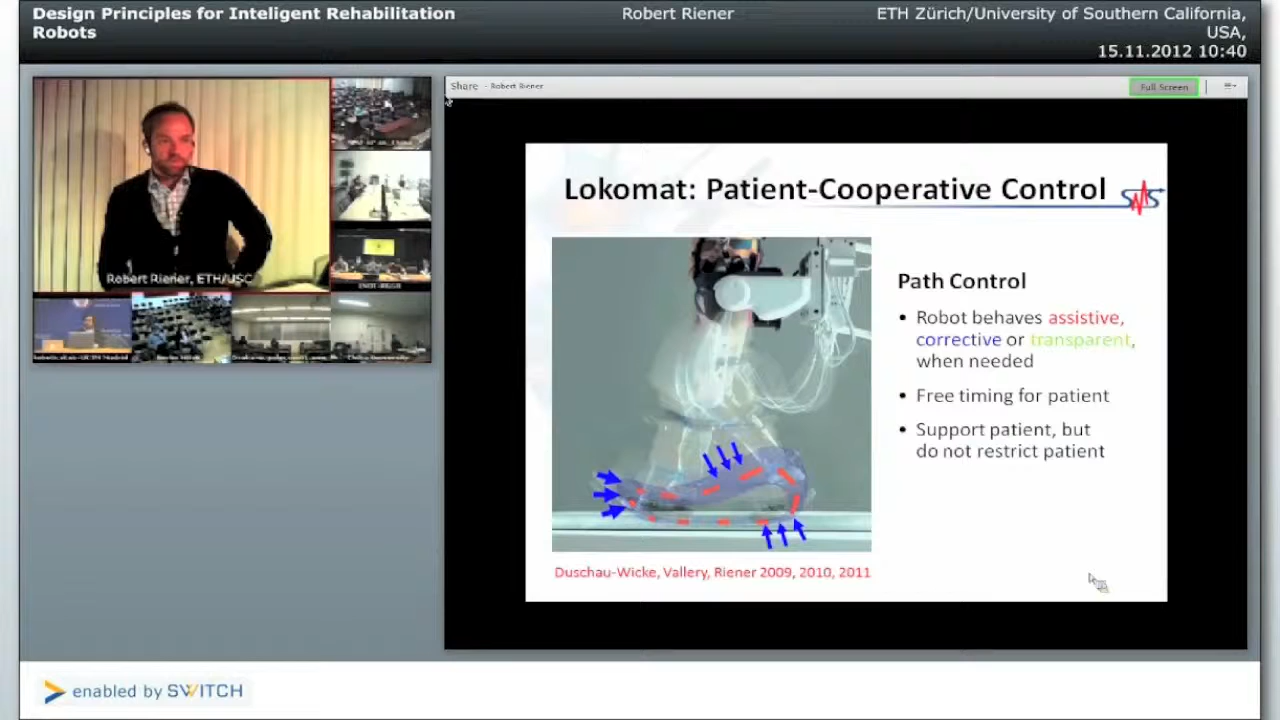 Design Principles for Inteligent Rehabilitation
Robots
Robert Riener
ETH Zürich/University of Southern California,
USA,
15.11.2012 10:40
Share - Robert Riener
Full Screen
Robert Riener, ETH/USC
Lokomat: Patient-Cooperative Control
Path Control
• Robot behaves assistive,
corrective or transparent,
when needed
• Free timing for patient
• Support patient, but
do not restrict patient
Duschau-Wicke, Vallery, Riener 2009, 2010, 2011
enabled by SWITCH